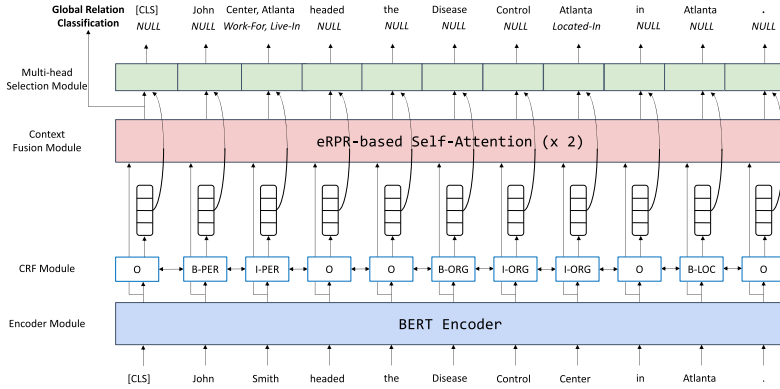 Global Relation
Classification
[CLS] John Center, Atlanta headed the Disease Control Atlanta in Atlanta .
NULL NULL Work-For, Live-In NULL NULL NULL NULL Located-In NULL NULL NULL
Multi-head
Selection Module
Context
Fusion Module
eRPR-based Self-Attention (x 2)
CRF Module
O B-PER I-PER O O B-ORG I-ORG I-ORG O B-LOC O
Encoder Module
BERT Encoder
[CLS] John Smith headed the Disease Control Center in Atlanta .